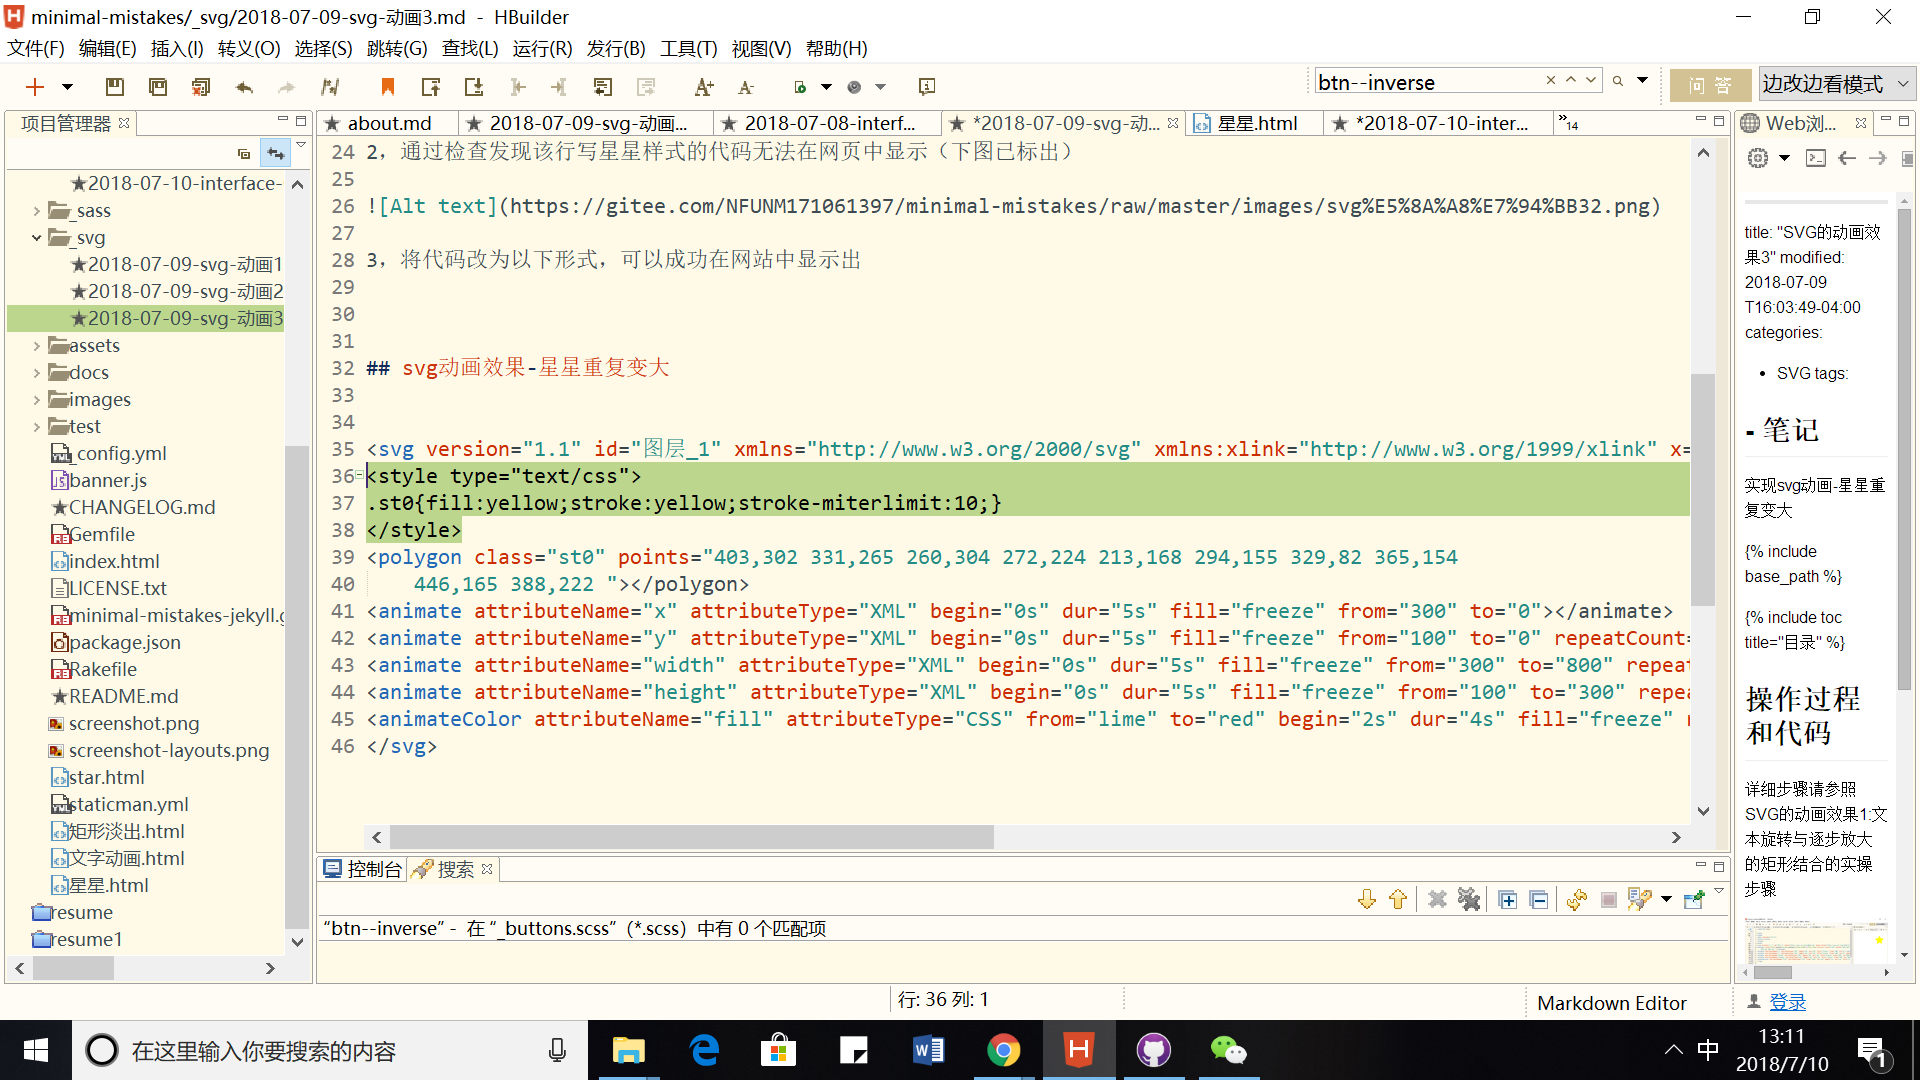 minimal-mistakes/_svg/2018-07-09-svg-动画3.md - HBuilder
文件(F) 编辑(E) 插入(I) 转义(O) 选择(S) 跳转(G) 查找(L) 运行(R) 发行(B) 工具(T) 视图(V) 帮助(H)
btn--inverse
问 答
边改边看模式
项目管理器
about.md
2018-07-09-svg-动画...
2018-07-08-interf...
*2018-07-09-svg-动...
星星.html
*2018-07-10-inter...
»14
Web浏...
2018-07-10-interface-
_sass
_svg
2018-07-09-svg-动画1
2018-07-09-svg-动画2
2018-07-09-svg-动画3
assets
docs
images
test
_config.yml
banner.js
CHANGELOG.md
Gemfile
index.html
LICENSE.txt
minimal-mistakes-jekyll.g
package.json
Rakefile
README.md
screenshot.png
screenshot-layouts.png
star.html
staticman.yml
矩形淡出.html
文字动画.html
星星.html
resume
resume1
24 2，通过检查发现该行写星星样式的代码无法在网页中显示（下图已标出）
25
26 ![Alt text](https://gitee.com/NFUNM171061397/minimal-mistakes/raw/master/images/svg%E5%8A%A8%E7%94%BB32.png)
27
28 3，将代码改为以下形式，可以成功在网站中显示出
29
30
31
32 ## svg动画效果-星星重复变大
33
34
35 <svg version="1.1" id="图层_1" xmlns="http://www.w3.org/2000/svg" xmlns:xlink="http://www.w3.org/1999/xlink" x=
36 <style type="text/css">
37 .st0{fill:yellow;stroke:yellow;stroke-miterlimit:10;}
38 </style>
39 <polygon class="st0" points="403,302 331,265 260,304 272,224 213,168 294,155 329,82 365,154
40 446,165 388,222 "></polygon>
41 <animate attributeName="x" attributeType="XML" begin="0s" dur="5s" fill="freeze" from="300" to="0"></animate>
42 <animate attributeName="y" attributeType="XML" begin="0s" dur="5s" fill="freeze" from="100" to="0" repeatCount=
43 <animate attributeName="width" attributeType="XML" begin="0s" dur="5s" fill="freeze" from="300" to="800" repeat
44 <animate attributeName="height" attributeType="XML" begin="0s" dur="5s" fill="freeze" from="100" to="300" repea
45 <animateColor attributeName="fill" attributeType="CSS" from="lime" to="red" begin="2s" dur="4s" fill="freeze" r
46 </svg>
title: "SVG的动画效
果3" modified:
2018-07-09
T16:03:49-04:00
categories:
• SVG tags:
- 笔记
实现svg动画-星星重
复变大
{% include
base_path %}
{% include toc
title="目录" %}
操作过程
和代码
详细步骤请参照
SVG的动画效果1:文
本旋转与逐步放大
的矩形结合的实操
步骤
控制台
搜索
“btn--inverse” - 在 “_buttons.scss”（*.scss）中有 0 个匹配项
行: 36 列: 1
Markdown Editor
登录
在这里输入你要搜索的内容
中
13:11
2018/7/10
1